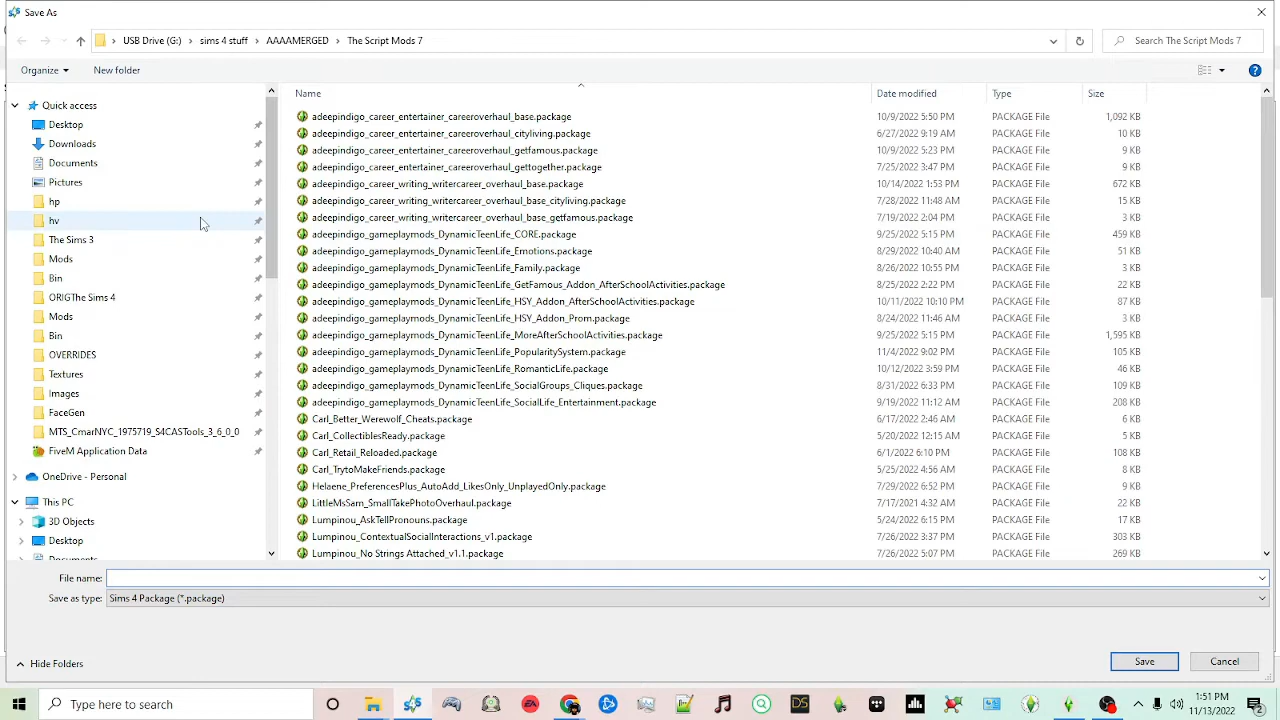 Save As
USB Drive (G:) > sims 4 stuff > AAAAMERGED > The Script Mods 7
Search The Script Mods 7
Organize
New folder
Quick access
Desktop
Downloads
Documents
Pictures
hp
hv
The Sims 3
Mods
Bin
ORIGThe Sims 4
Mods
Bin
OVERRIDES
Textures
Images
FaceGen
MTS_CmarNYC_1975719_S4CASTools_3_6_0_0
FiveM Application Data
OneDrive - Personal
This PC
3D Objects
Desktop
Documents
Name Date modified Type Size
adeepindigo_career_entertainer_careeroverhaul_base.package 10/9/2022 5:50 PM PACKAGE File 1,092 KB
adeepindigo_career_entertainer_careeroverhaul_cityliving.package 6/27/2022 9:19 AM PACKAGE File 10 KB
adeepindigo_career_entertainer_careeroverhaul_getfamous.package 10/9/2022 5:23 PM PACKAGE File 9 KB
adeepindigo_career_entertainer_careeroverhaul_gettogether.package 7/25/2022 3:47 PM PACKAGE File 9 KB
adeepindigo_career_writing_writercareer_overhaul_base.package 10/14/2022 1:53 PM PACKAGE File 672 KB
adeepindigo_career_writing_writercareer_overhaul_base_cityliving.package 7/28/2022 11:48 AM PACKAGE File 15 KB
adeepindigo_career_writing_writercareer_overhaul_base_getfamous.package 7/19/2022 2:04 PM PACKAGE File 3 KB
adeepindigo_gameplaymods_DynamicTeenLife_CORE.package 9/25/2022 5:15 PM PACKAGE File 459 KB
adeepindigo_gameplaymods_DynamicTeenLife_Emotions.package 8/29/2022 10:40 AM PACKAGE File 51 KB
adeepindigo_gameplaymods_DynamicTeenLife_Family.package 8/26/2022 10:55 PM PACKAGE File 3 KB
adeepindigo_gameplaymods_DynamicTeenLife_GetFamous_Addon_AfterSchoolActivities.package 8/25/2022 2:22 PM PACKAGE File 22 KB
adeepindigo_gameplaymods_DynamicTeenLife_HSY_Addon_AfterSchoolActivities.package 10/11/2022 10:10 PM PACKAGE File 87 KB
adeepindigo_gameplaymods_DynamicTeenLife_HSY_Addon_Prom.package 8/24/2022 11:46 AM PACKAGE File 3 KB
adeepindigo_gameplaymods_DynamicTeenLife_MoreAfterSchoolActivities.package 9/25/2022 5:15 PM PACKAGE File 1,595 KB
adeepindigo_gameplaymods_DynamicTeenLife_PopularitySystem.package 11/4/2022 9:02 PM PACKAGE File 105 KB
adeepindigo_gameplaymods_DynamicTeenLife_RomanticLife.package 10/12/2022 3:59 PM PACKAGE File 46 KB
adeepindigo_gameplaymods_DynamicTeenLife_SocialGroups_Cliques.package 8/31/2022 6:33 PM PACKAGE File 109 KB
adeepindigo_gameplaymods_DynamicTeenLife_SocialLife_Entertainment.package 9/19/2022 11:12 AM PACKAGE File 208 KB
Carl_Better_Werewolf_Cheats.package 6/17/2022 2:46 AM PACKAGE File 6 KB
Carl_CollectiblesReady.package 5/20/2022 12:15 AM PACKAGE File 5 KB
Carl_Retail_Reloaded.package 6/1/2022 6:10 PM PACKAGE File 108 KB
Carl_TrytoMakeFriends.package 5/25/2022 4:56 AM PACKAGE File 8 KB
Helaene_PreferencesPlus_AutoAdd_LikesOnly_UnplayedOnly.package 7/29/2022 6:52 PM PACKAGE File 9 KB
LittleMsSam_SmallTakePhotoOverhaul.package 7/17/2021 4:32 AM PACKAGE File 22 KB
Lumpinou_AskTellPronouns.package 5/24/2022 6:15 PM PACKAGE File 17 KB
Lumpinou_ContextualSocialInteractions_v1.package 7/26/2022 3:37 PM PACKAGE File 303 KB
Lumpinou_No Strings Attached_v1.1.package 7/26/2022 5:07 PM PACKAGE File 269 KB
File name:
Save as type: Sims 4 Package (*.package)
Hide Folders
Save
Cancel
Type here to search
EA
DS
1:51 PM
11/13/2022
2